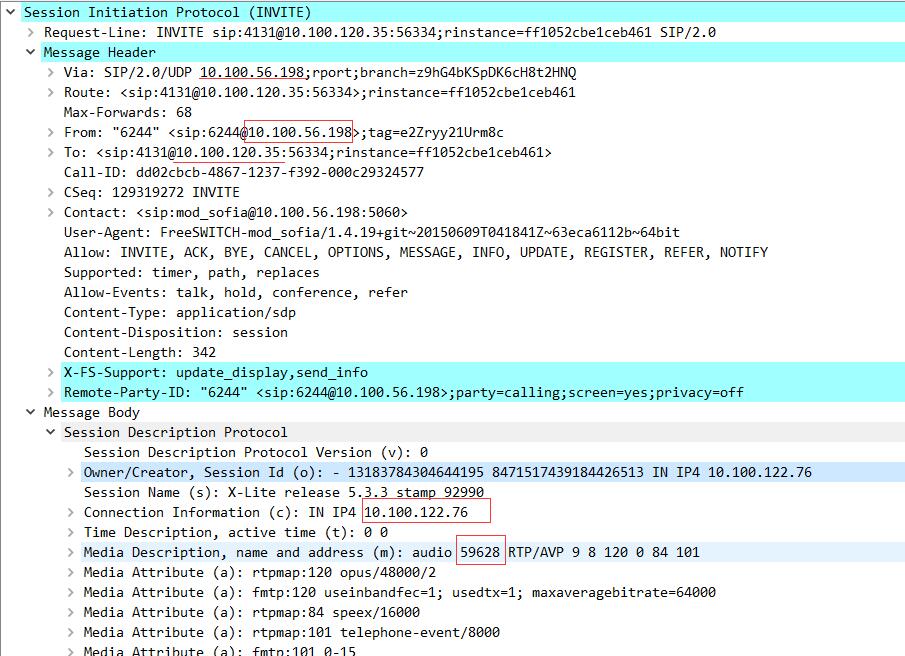 Session Initiation Protocol (INVITE)
Request-Line: INVITE sip:4131@10.100.120.35:56334;rinstance=ff1052cbe1ceb461 SIP/2.0
Message Header
Via: SIP/2.0/UDP 10.100.56.198;rport;branch=z9hG4bKSpDK6cH8t2HNQ
Route: <sip:4131@10.100.120.35:56334>;rinstance=ff1052cbe1ceb461
Max-Forwards: 68
From: "6244" <sip:6244@10.100.56.198>;tag=e2Zryy21Urm8c
To: <sip:4131@10.100.120.35:56334;rinstance=ff1052cbe1ceb461>
Call-ID: dd02cbcb-4867-1237-f392-000c29324577
CSeq: 129319272 INVITE
Contact: <sip:mod_sofia@10.100.56.198:5060>
User-Agent: FreeSWITCH-mod_sofia/1.4.19+git~20150609T041841Z~63eca6112b~64bit
Allow: INVITE, ACK, BYE, CANCEL, OPTIONS, MESSAGE, INFO, UPDATE, REGISTER, REFER, NOTIFY
Supported: timer, path, replaces
Allow-Events: talk, hold, conference, refer
Content-Type: application/sdp
Content-Disposition: session
Content-Length: 342
X-FS-Support: update_display,send_info
Remote-Party-ID: "6244" <sip:6244@10.100.56.198>;party=calling;screen=yes;privacy=off
Message Body
Session Description Protocol
Session Description Protocol Version (v): 0
Owner/Creator, Session Id (o): - 13183784304644195 8471517439184426513 IN IP4 10.100.122.76
Session Name (s): X-Lite release 5.3.3 stamp 92990
Connection Information (c): IN IP4 10.100.122.76
Time Description, active time (t): 0 0
Media Description, name and address (m): audio 59628 RTP/AVP 9 8 120 0 84 101
Media Attribute (a): rtpmap:120 opus/48000/2
Media Attribute (a): fmtp:120 useinbandfec=1; usedtx=1; maxaveragebitrate=64000
Media Attribute (a): rtpmap:84 speex/16000
Media Attribute (a): rtpmap:101 telephone-event/8000
Media Attribute (a): fmtp:101 0-15